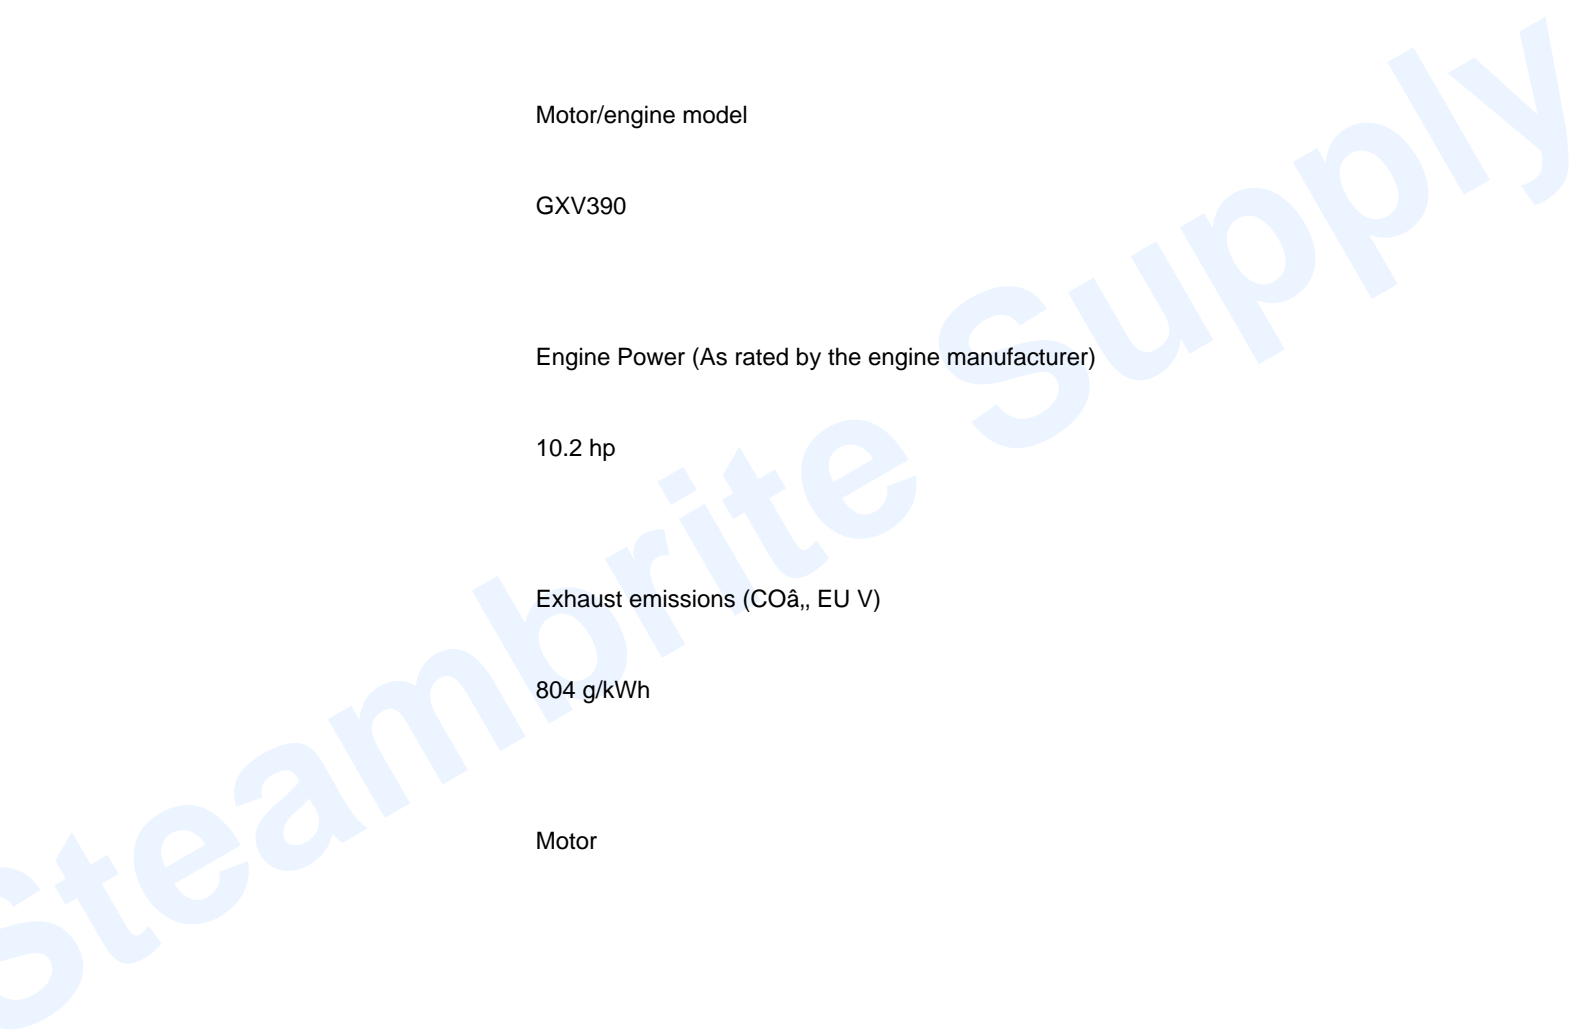 Motor/engine model
GXV390
Engine Power (As rated by the engine manufacturer)
10.2 hp
Exhaust emissions (COâ„ EU V)
804 g/kWh
Motor
Steambrite Supply